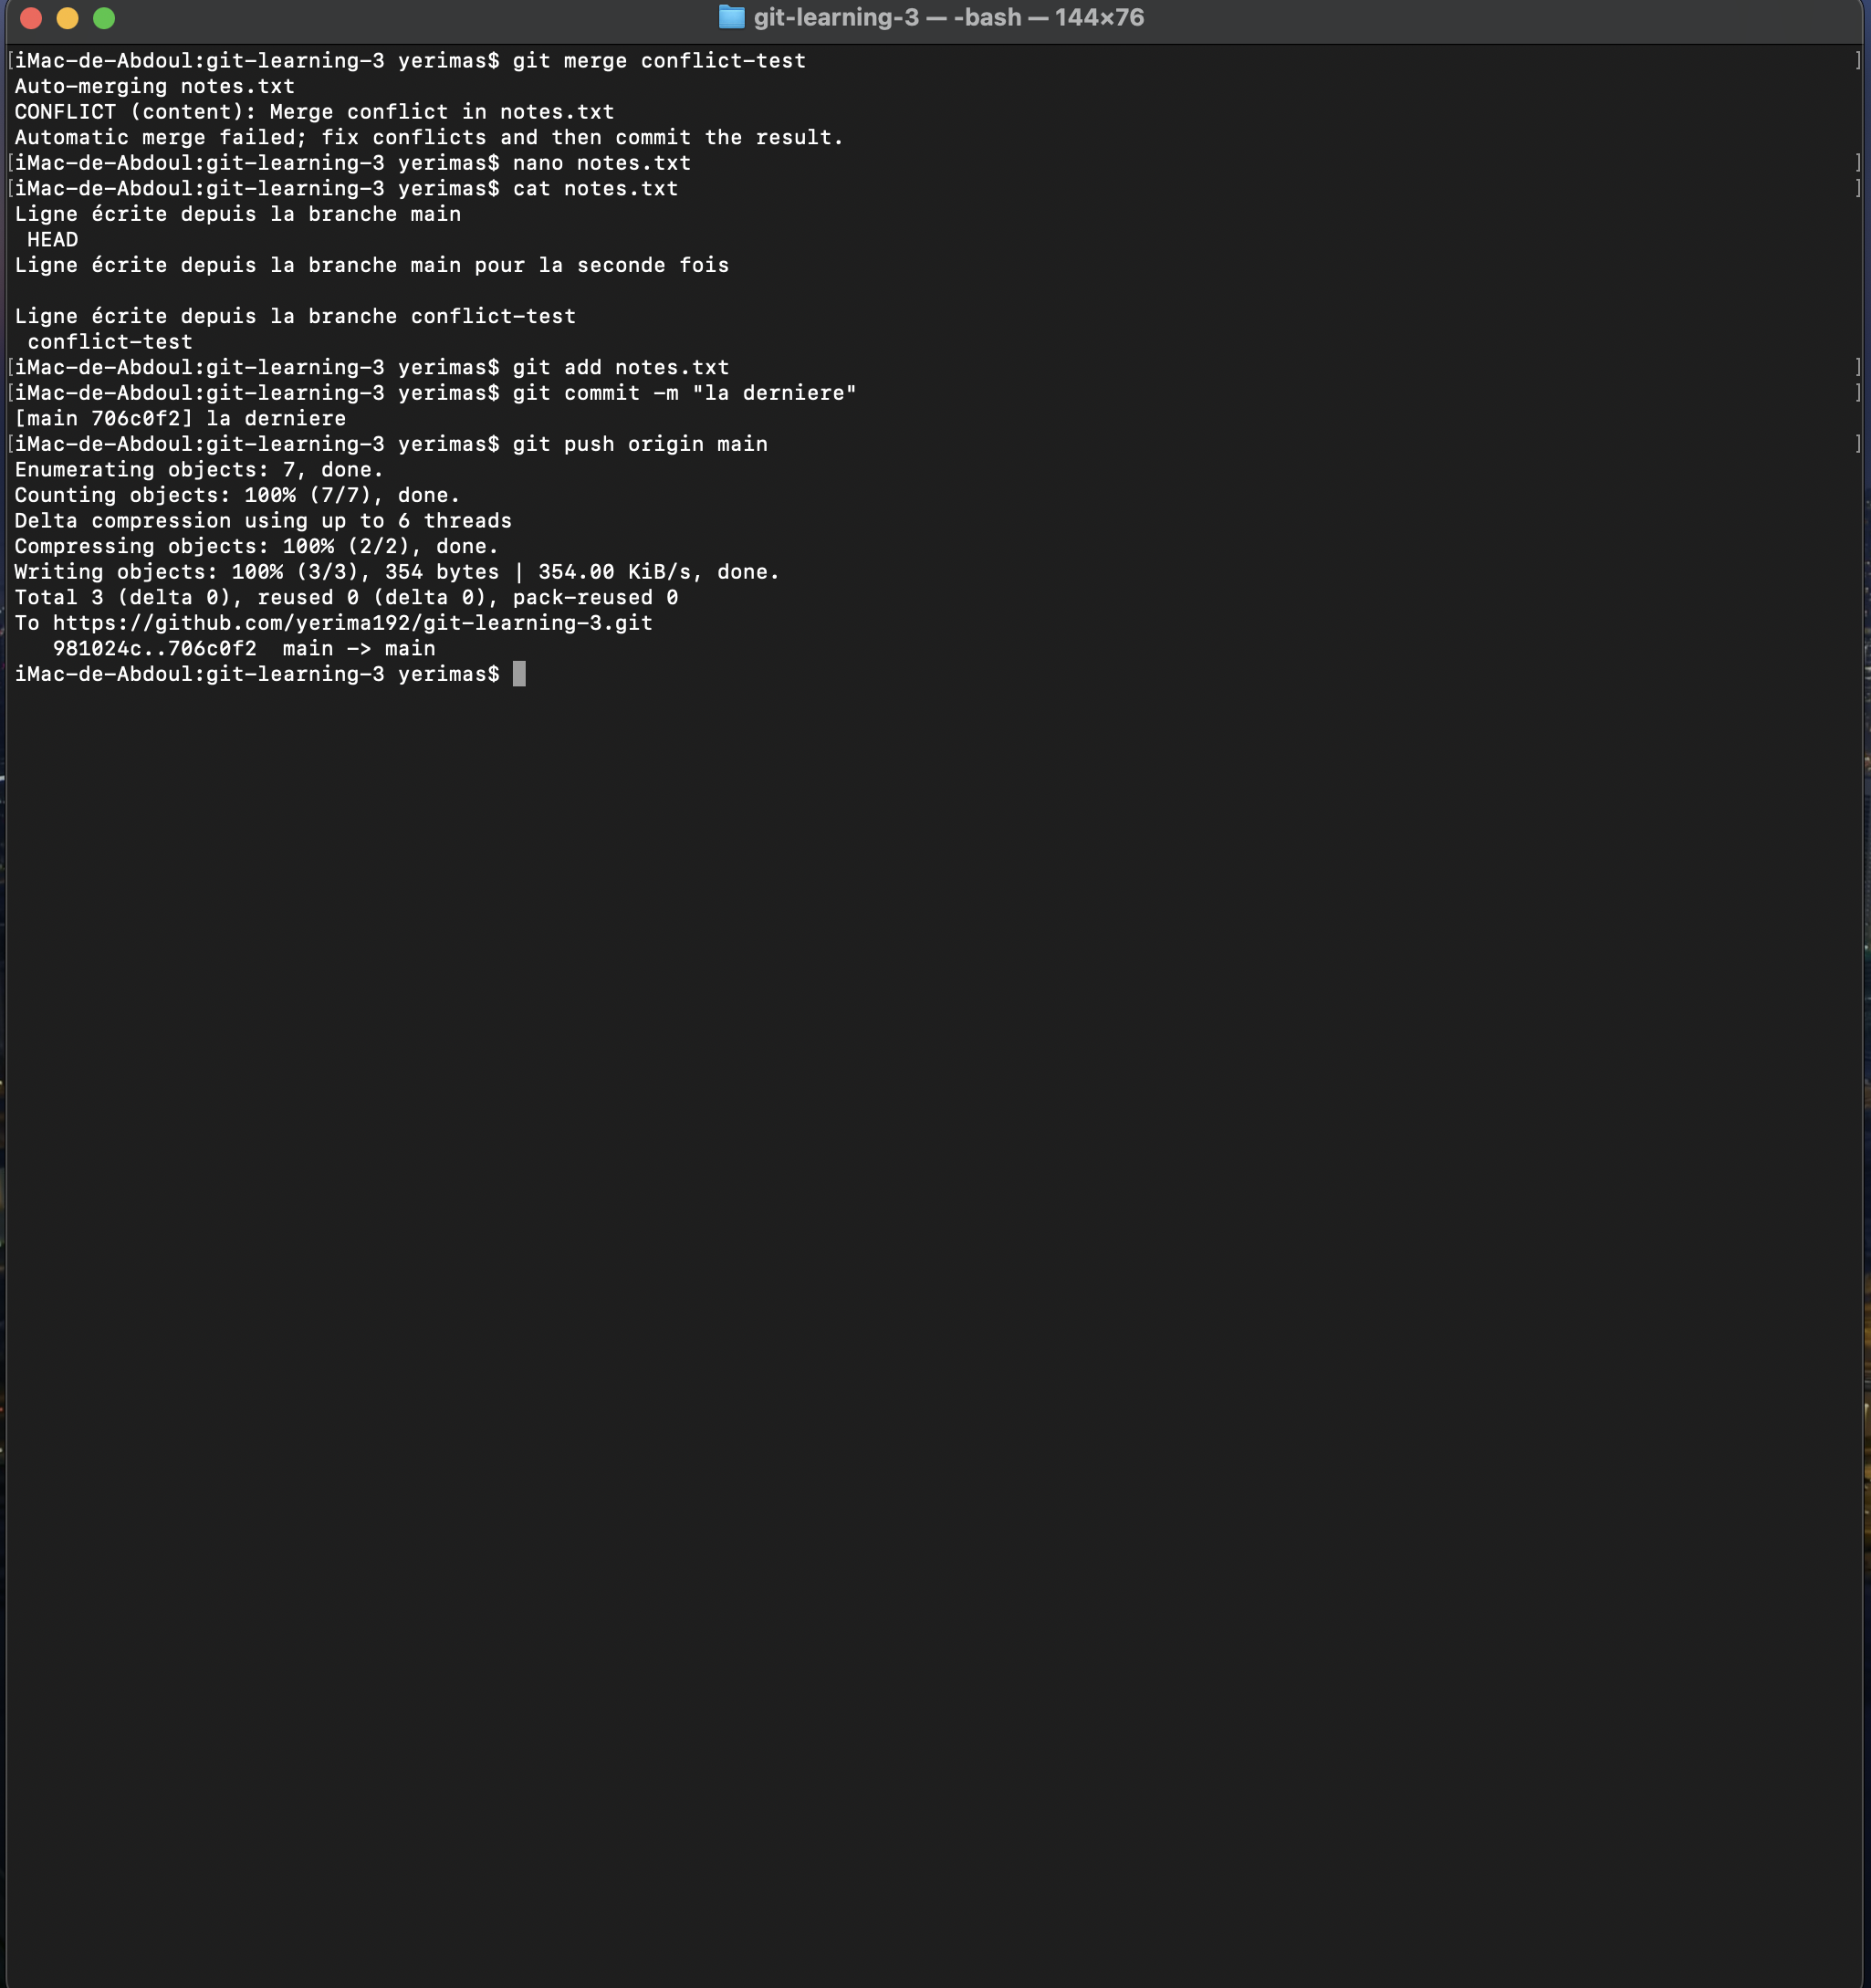 git-learning-3 — -bash — 144×76
[iMac-de-Abdoul:git-learning-3 yerimas$ git merge conflict-test ]
Auto-merging notes.txt
CONFLICT (content): Merge conflict in notes.txt
Automatic merge failed; fix conflicts and then commit the result.
[iMac-de-Abdoul:git-learning-3 yerimas$ nano notes.txt ]
[iMac-de-Abdoul:git-learning-3 yerimas$ cat notes.txt ]
Ligne écrite depuis la branche main
 HEAD
Ligne écrite depuis la branche main pour la seconde fois

Ligne écrite depuis la branche conflict-test
 conflict-test
[iMac-de-Abdoul:git-learning-3 yerimas$ git add notes.txt ]
[iMac-de-Abdoul:git-learning-3 yerimas$ git commit -m "la derniere" ]
[main 706c0f2] la derniere
[iMac-de-Abdoul:git-learning-3 yerimas$ git push origin main ]
Enumerating objects: 7, done.
Counting objects: 100% (7/7), done.
Delta compression using up to 6 threads
Compressing objects: 100% (2/2), done.
Writing objects: 100% (3/3), 354 bytes | 354.00 KiB/s, done.
Total 3 (delta 0), reused 0 (delta 0), pack-reused 0
To https://github.com/yerima192/git-learning-3.git
   981024c..706c0f2  main -> main
iMac-de-Abdoul:git-learning-3 yerimas$